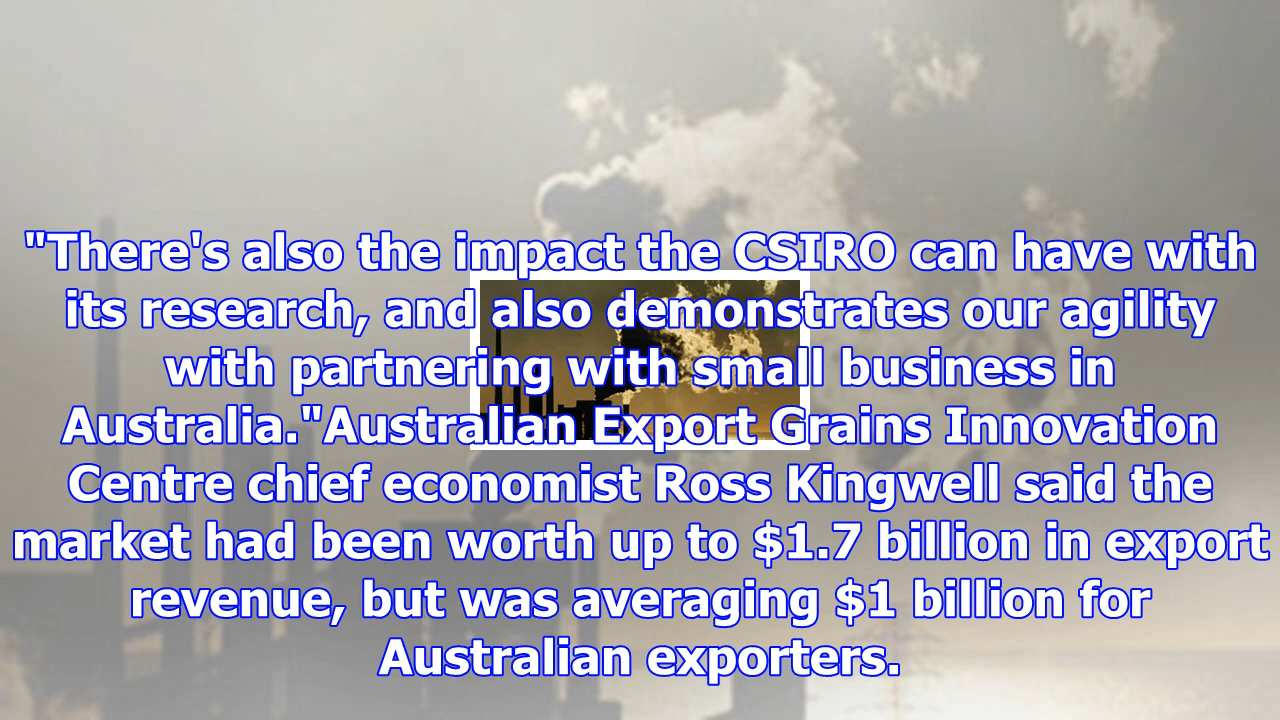 "There's also the impact the CSIRO can have with
its research, and also demonstrates our agility
with partnering with small business in
Australia."Australian Export Grains Innovation
Centre chief economist Ross Kingwell said the
market had been worth up to $1.7 billion in export
revenue, but was averaging $1 billion for
Australian exporters.